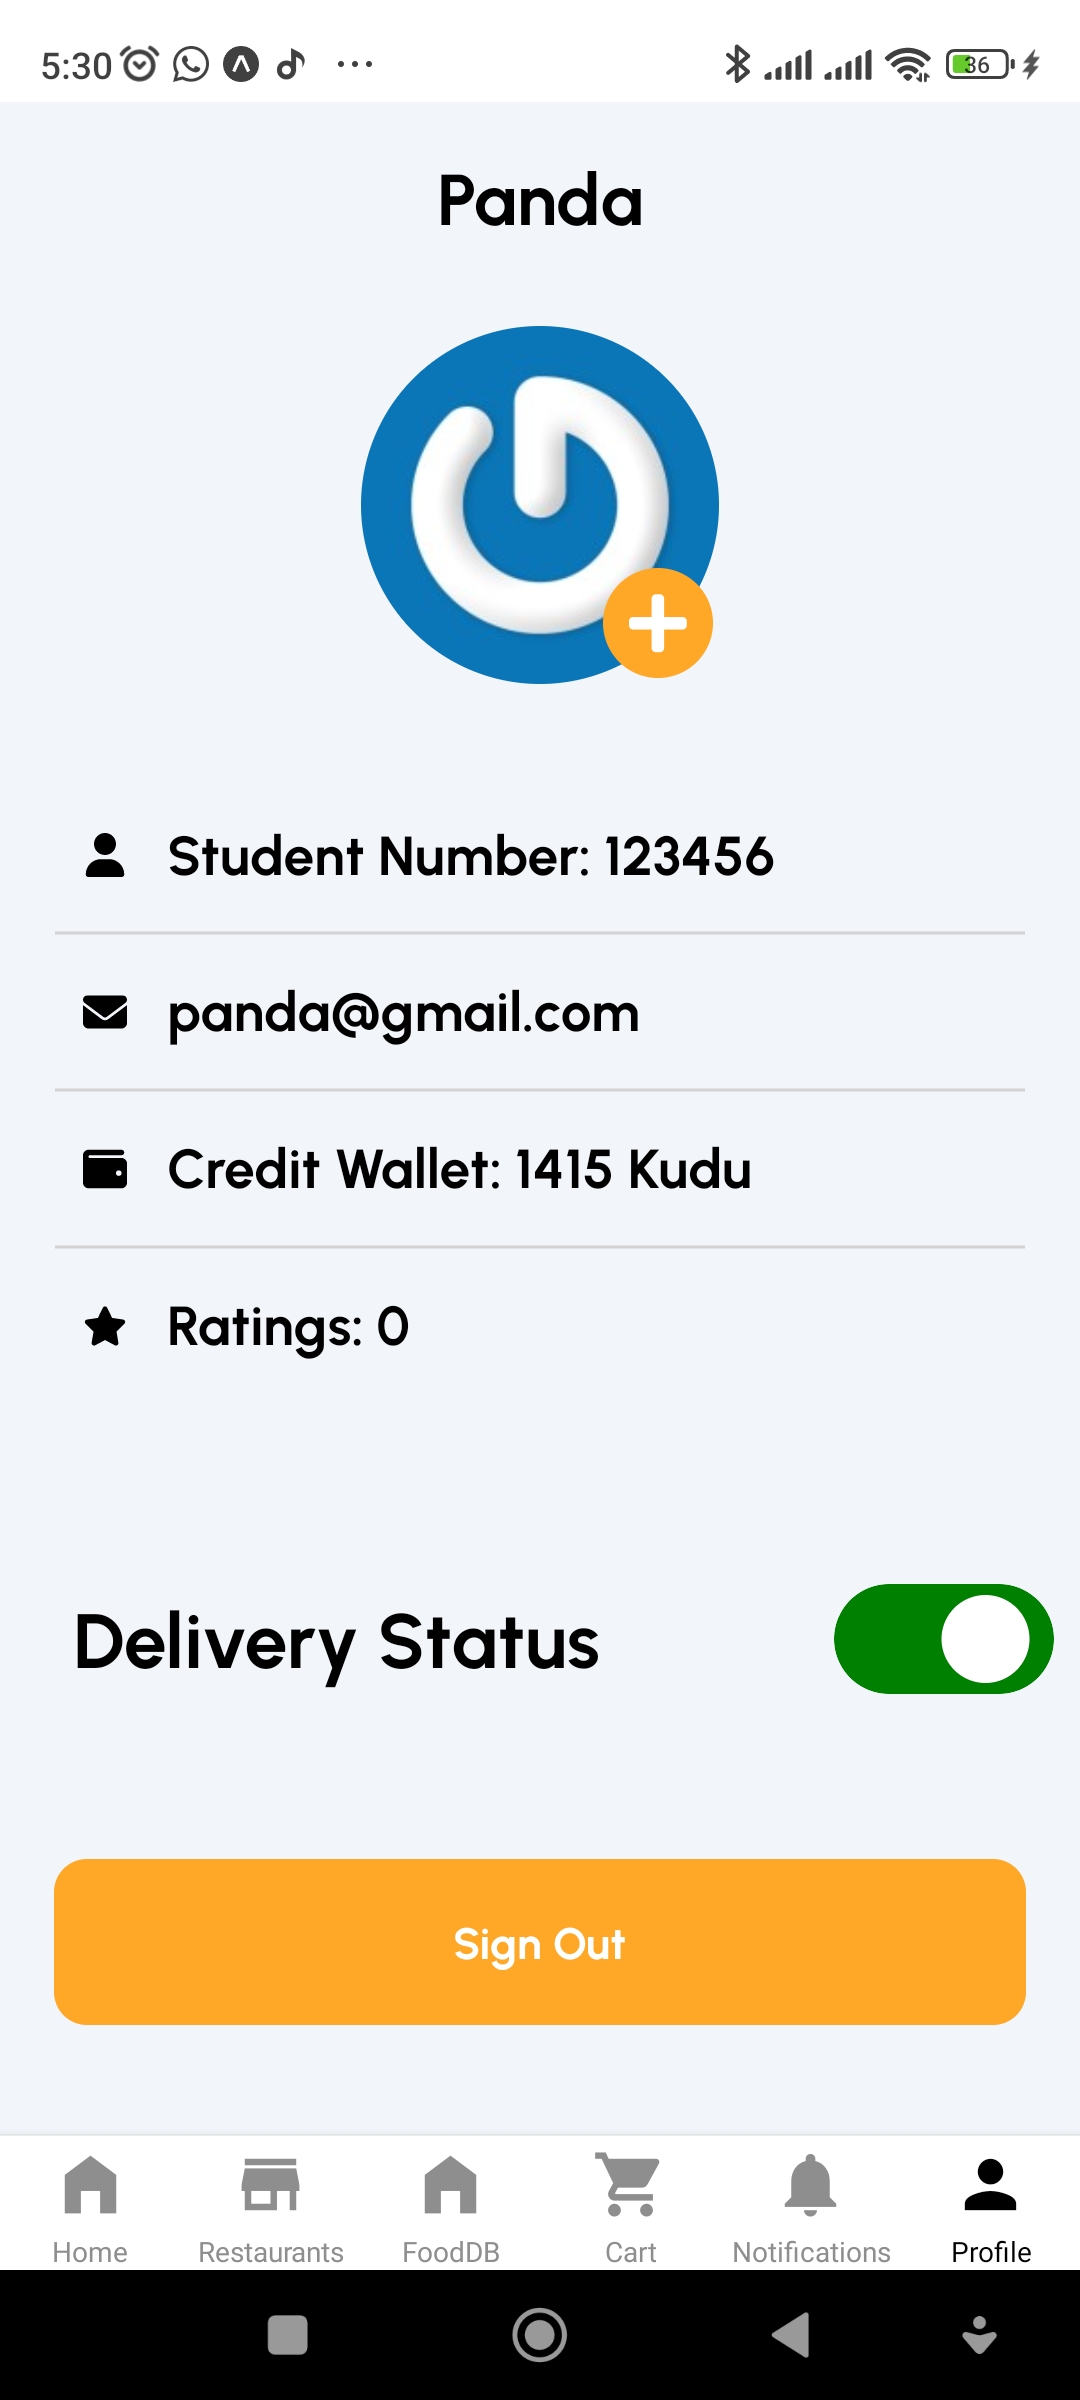 5:30
36
Panda
Student Number: 123456
panda@gmail.com
Credit Wallet: 1415 Kudu
Ratings: 0
Delivery Status
Sign Out
Home Restaurants FoodDB Cart Notifications Profile